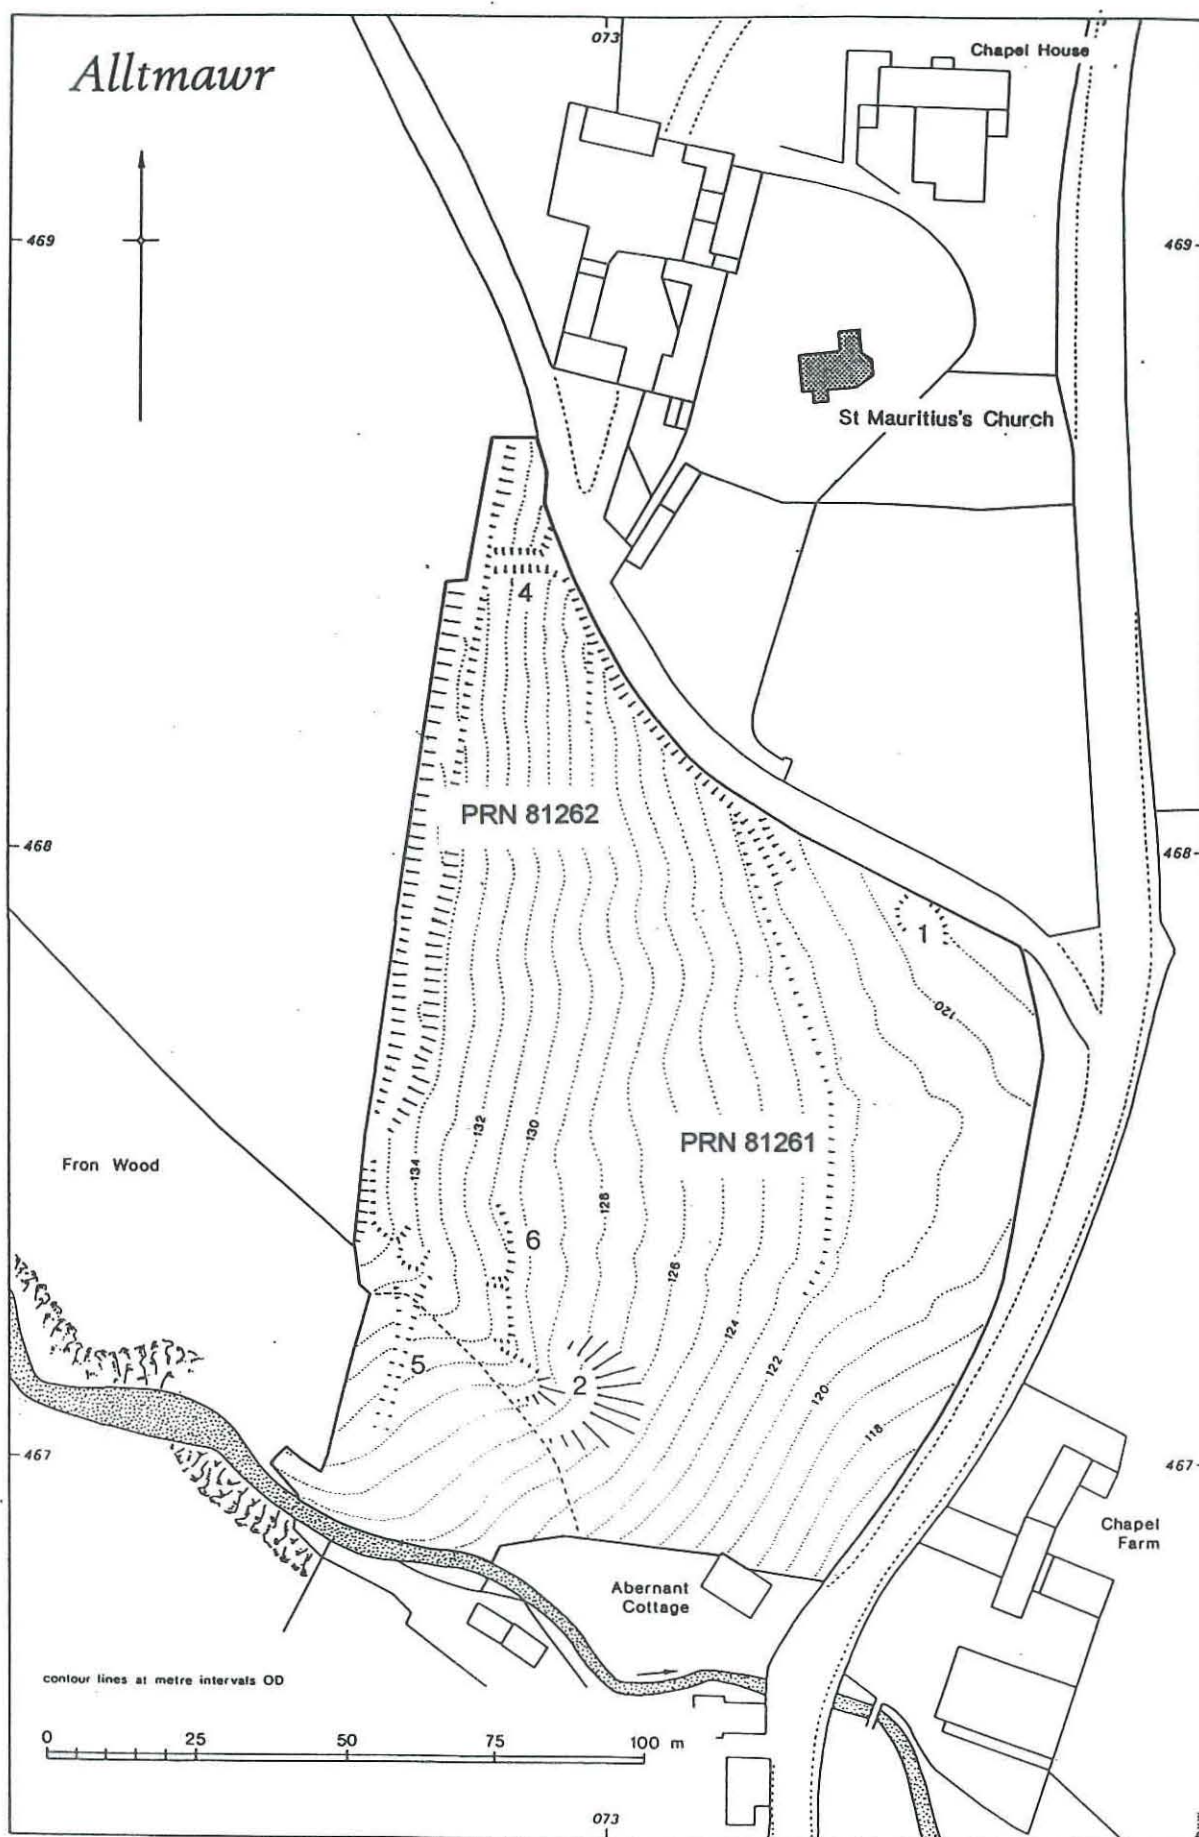 073
Chapel House
Alltmawr
469
469
St Mauritius's Church
4
PRN 81262
468
468
1
120
132
130
134
PRN 81261
Fron Wood
128
6
126
124
5
2
122
120
118
467
467
Chapel
Farm
Abernant
Cottage
contour lines at metre intervals OD
0 25 50 75 100 m
073